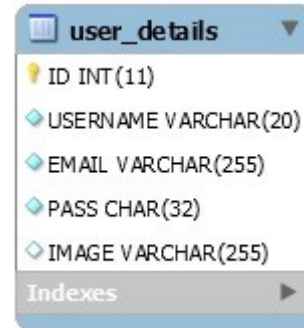 user_details
ID INT(11)
USERNAME VARCHAR(20)
EMAIL VARCHAR(255)
PASS CHAR(32)
IMAGE VARCHAR(255)
Indexes